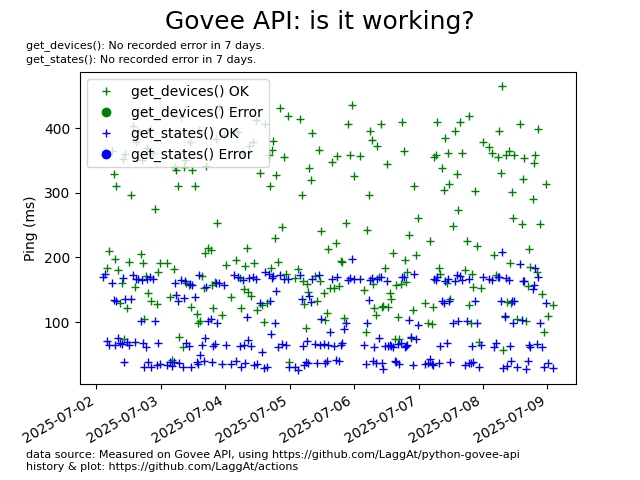 Govee API: is it working?
get_devices(): No recorded error in 7 days.
get_states(): No recorded error in 7 days.
get_devices() OK
get_devices() Error
get_states() OK
get_states() Error
Ping (ms)
400
300
200
100
2025-07-02
2025-07-03
2025-07-04
2025-07-05
2025-07-06
2025-07-07
2025-07-08
2025-07-09
data source: Measured on Govee API, using https://github.com/LaggAt/python-govee-api
history & plot: https://github.com/LaggAt/actions